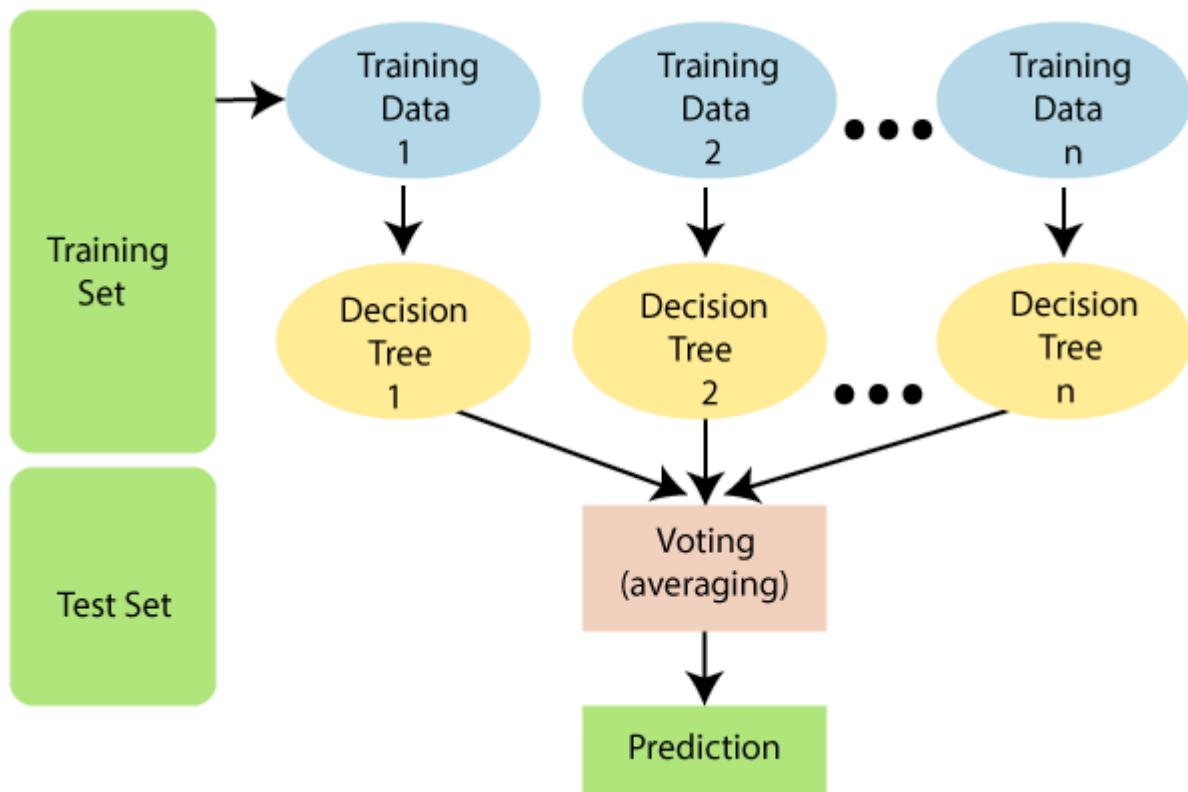 Training
Set
Test Set
Training
Data
1
Training
Data
2
Training
Data
n
Decision
Tree
1
Decision
Tree
2
Decision
Tree
n
Voting
(averaging)
Prediction